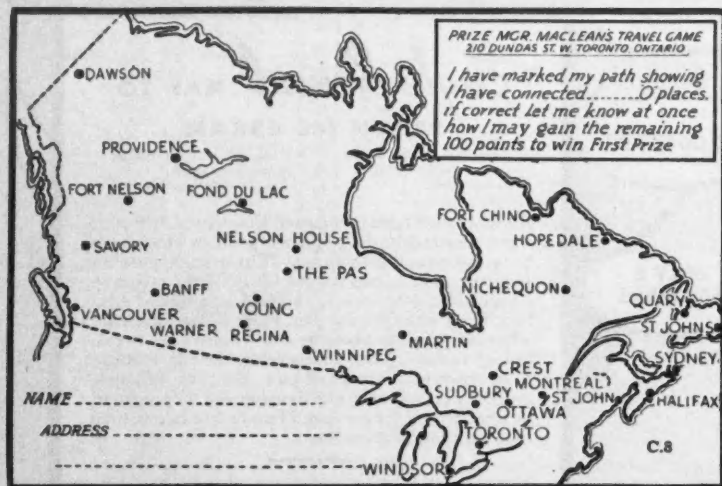 PRIZE MGR. MACLEAN'S TRAVEL GAME
210 DUNDAS ST. W. TORONTO, ONTARIO
I have marked my path showing
I have connected........O' places.
if correct let me know at once
how I may gain the remaining
100 points to win First Prize
DAWSON
PROVIDENCE
FORT NELSON
FOND DU LAC
FORT CHINO
HOPEDALE
SAVORY
NELSON HOUSE
THE PAS
NICHEQUON
BANFF
YOUNG
QUARY
VANCOUVER
ST JOHNS
WARNER
REGINA
MARTIN
WINNIPEG
SYDNEY
CREST
NAME
SUDBURY
MONTREAL
ST JOHN
HALIFAX
OTTAWA
ADDRESS
TORONTO
C.8
WINDSOR